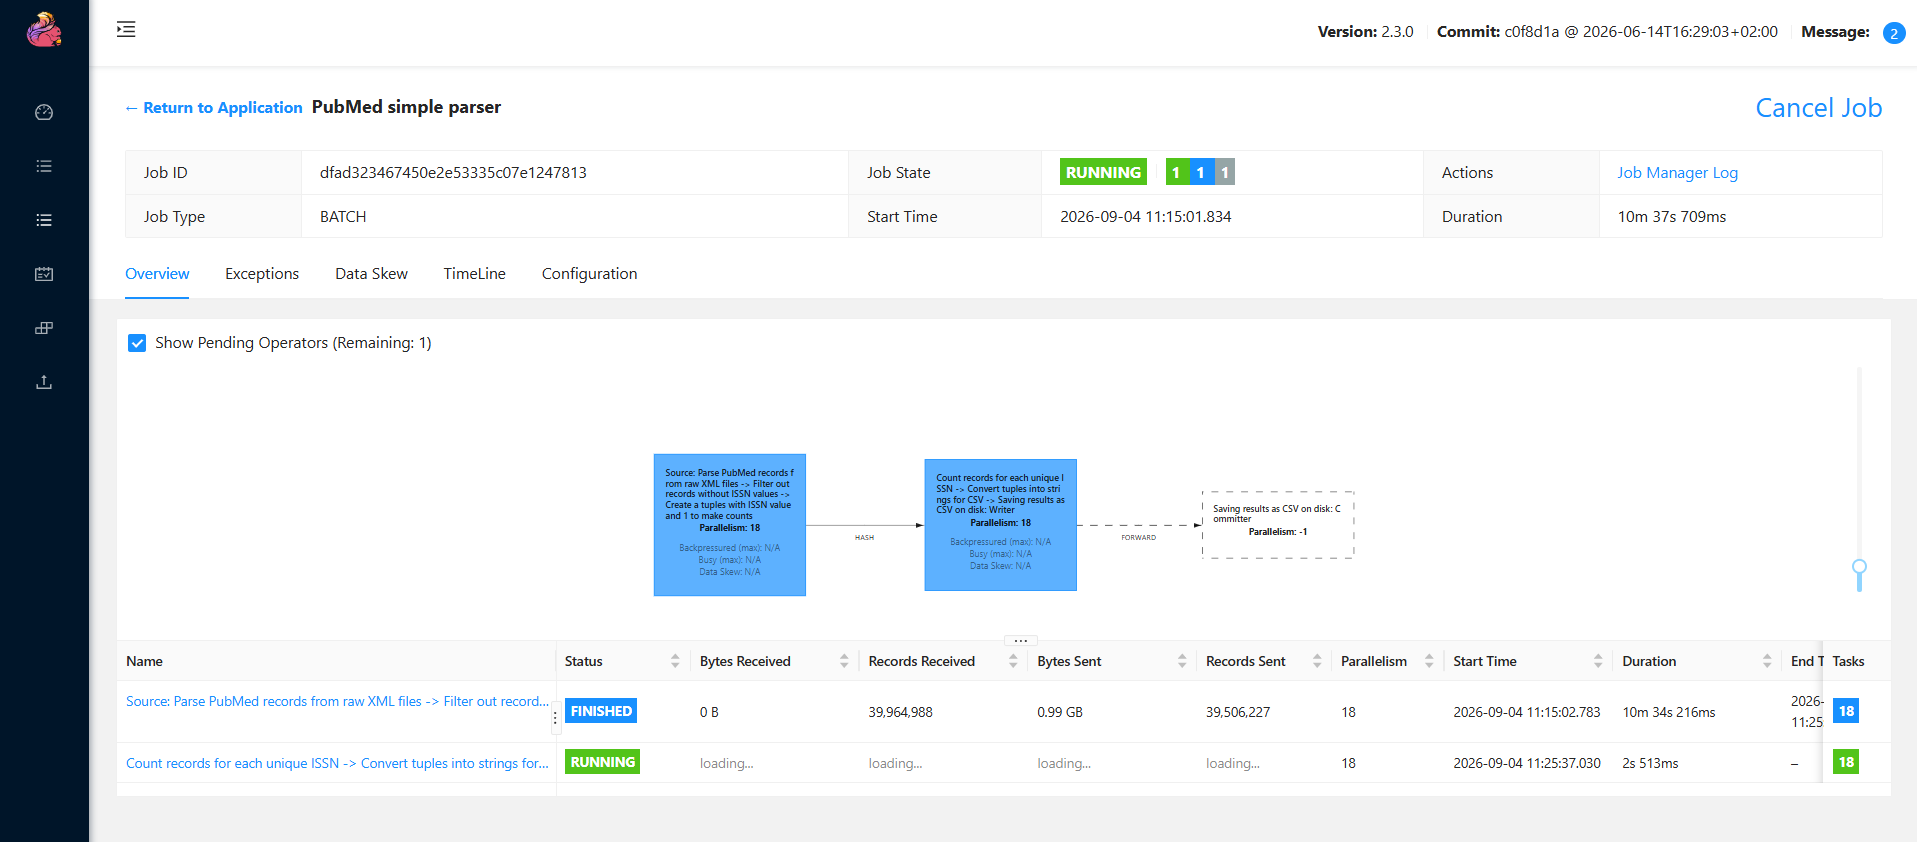 Version: 2.3.0 Commit: c0f8d1a @ 2026-06-14T16:29:03+02:00 Message: 2
← Return to Application PubMed simple parser Cancel Job
Job ID dfad323467450e2e53335c07e1247813 Job State RUNNING 1 1 1 Actions Job Manager Log
Job Type BATCH Start Time 2026-09-04 11:15:01.834 Duration 10m 37s 709ms
Overview Exceptions Data Skew TimeLine Configuration
Show Pending Operators (Remaining: 1)
Source: Parse PubMed records f
rom raw XML files -> Filter out
records without ISSN values ->
Create a tuples with ISSN value
and 1 to make counts
Parallelism: 18
Backpressured (max): N/A
Busy (max): N/A
Data Skew: N/A
HASH
Count records for each unique I
SSN -> Convert tuples into stri
ngs for CSV -> Saving results as
CSV on disk: Writer
Parallelism: 18
Backpressured (max): N/A
Busy (max): N/A
Data Skew: N/A
FORWARD
Saving results as CSV on disk: C
ommitter
Parallelism: -1
Name Status Bytes Received Records Received Bytes Sent Records Sent Parallelism Start Time Duration End T Tasks
Source: Parse PubMed records from raw XML files -> Filter out record... FINISHED 0 B 39,964,988 0.99 GB 39,506,227 18 2026-09-04 11:15:02.783 10m 34s 216ms 2026- 18
11:25
Count records for each unique ISSN -> Convert tuples into strings for... RUNNING loading... loading... loading... loading... 18 2026-09-04 11:25:37.030 2s 513ms – 18